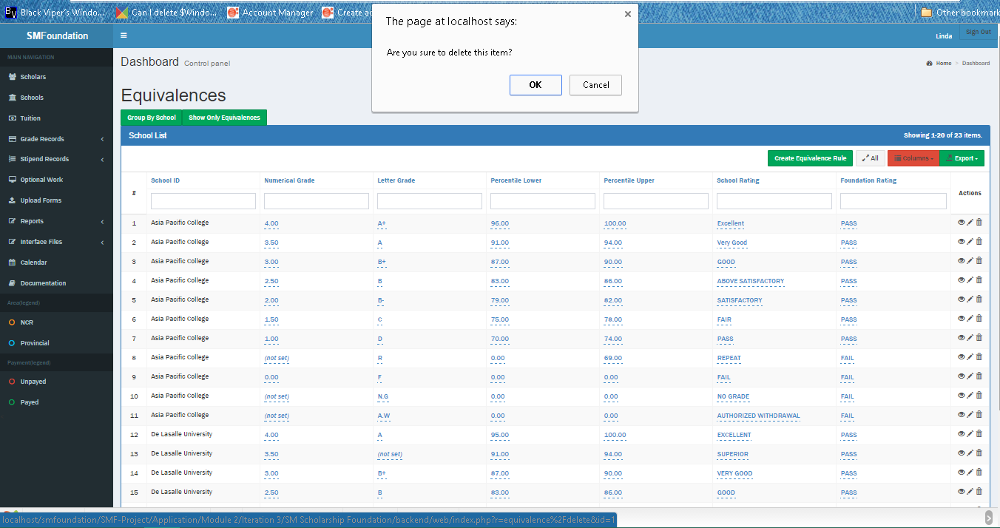 By Black Viper's Windo... Can I delete $Windo... Account Manager Create ac Other bookmark
The page at localhost says:
Are you sure to delete this item?
OK Cancel
SMFoundation Linda Sign Out
MAIN NAVIGATION
Scholars
Schools
Tuition
Grade Records
Stipend Records
Optional Work
Upload Forms
Reports
Interface Files
Calendar
Documentation
Area(legend)
NCR
Provincial
Payment(legend)
Unpayed
Payed
Dashboard Control panel Home > Dashboard
Equivalences
Group By School Show Only Equivalences
School List Showing 1-20 of 23 items.
Create Equivalence Rule All Columns Export
# School ID Numerical Grade Letter Grade Percentile Lower Percentile Upper School Rating Foundation Rating Actions
1 Asia Pacific College 4.00 A+ 96.00 100.00 Excellent PASS
2 Asia Pacific College 3.50 A 91.00 94.00 Very Good PASS
3 Asia Pacific College 3.00 B+ 87.00 90.00 GOOD PASS
4 Asia Pacific College 2.50 B 83.00 86.00 ABOVE SATISFACTORY PASS
5 Asia Pacific College 2.00 B- 79.00 82.00 SATISFACTORY PASS
6 Asia Pacific College 1.50 C 75.00 78.00 FAIR PASS
7 Asia Pacific College 1.00 D 70.00 74.00 PASS PASS
8 Asia Pacific College (not set) R 0.00 69.00 REPEAT FAIL
9 Asia Pacific College 0.00 F 0.00 0.00 FAIL FAIL
10 Asia Pacific College (not set) N.G 0.00 0.00 NO GRADE FAIL
11 Asia Pacific College (not set) A.W 0.00 0.00 AUTHORIZED WITHDRAWAL FAIL
12 De Lasalle University 4.00 A 95.00 100.00 EXCELLENT PASS
13 De Lasalle University 3.50 (not set) 91.00 94.00 SUPERIOR PASS
14 De Lasalle University 3.00 B+ 87.00 90.00 VERY GOOD PASS
15 De Lasalle University 2.50 B 83.00 86.00 GOOD PASS
localhost/smfoundation/SMF-Project/Application/Module 2/Iteration 3/SM Scholarship Foundation/backend/web/index.php?r=equivalence%2Fdelete&id=1